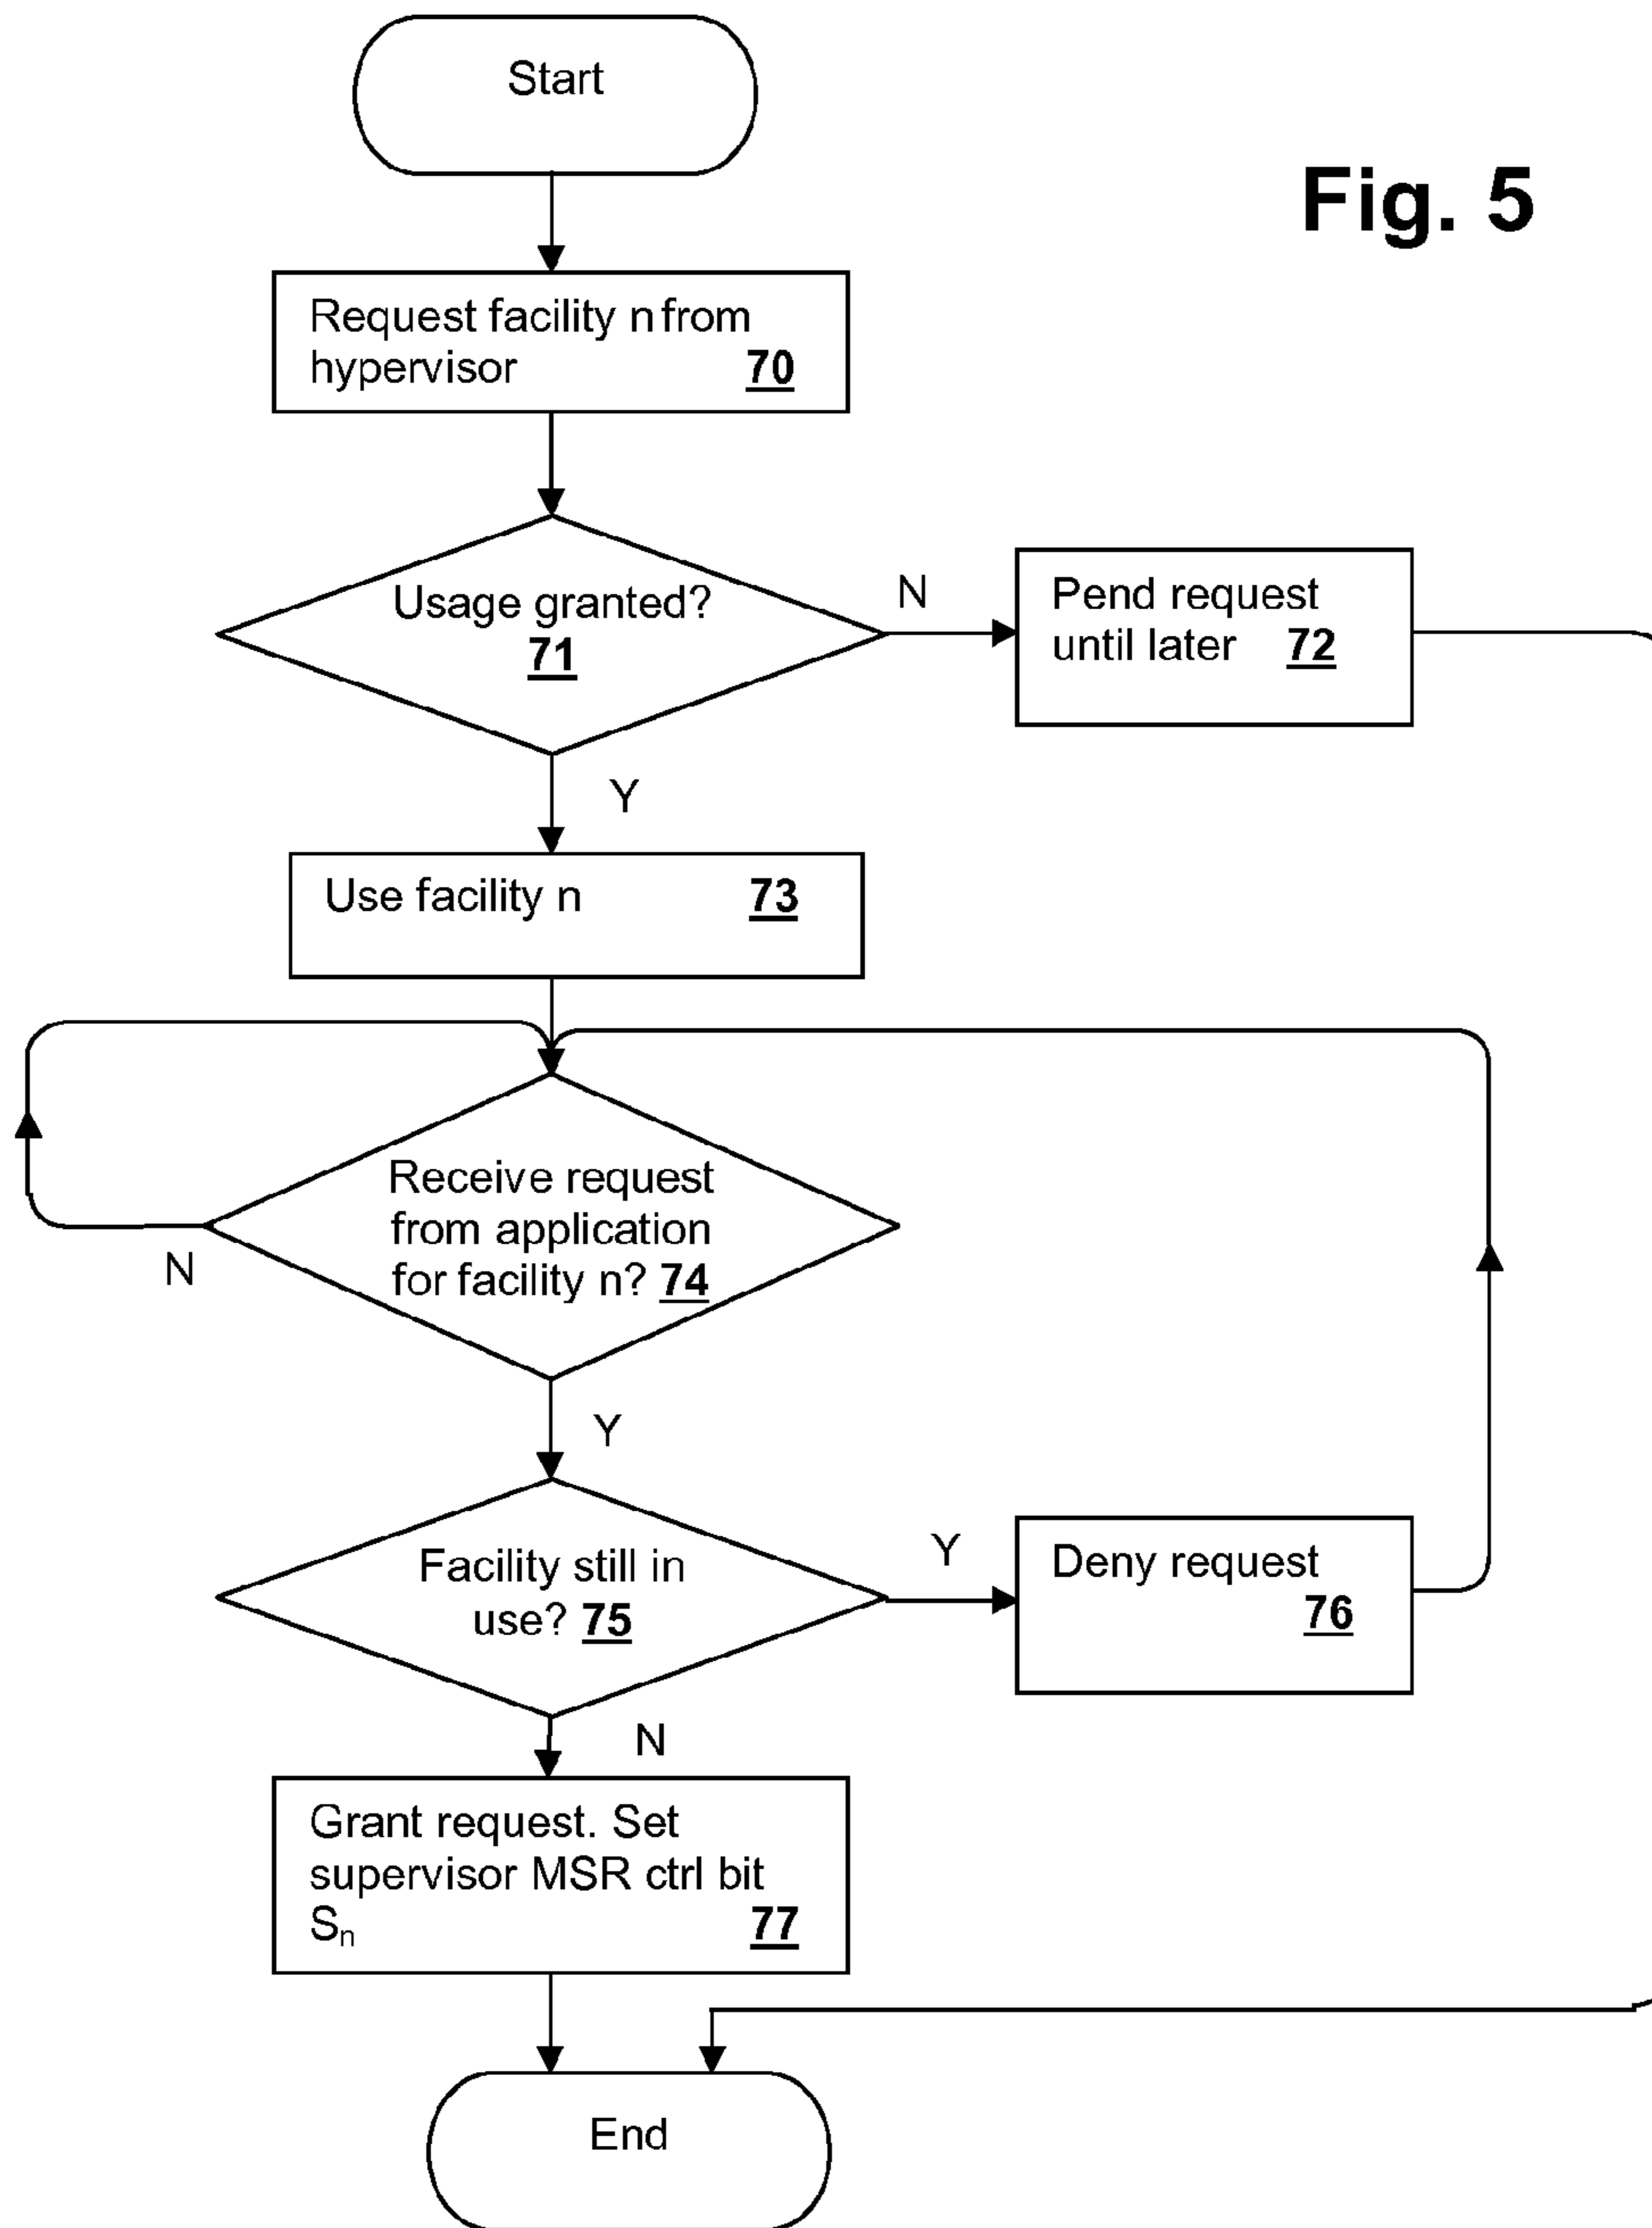 Start
Fig. 5
Request facility n from
hypervisor 70
Usage granted?
71
N
Pend request
until later 72
Y
Use facility n 73
Receive request
from application
for facility n? 74
N
Y
Facility still in
use? 75
Y
Deny request
76
N
Grant request. Set
supervisor MSR ctrl bit
Sn 77
End